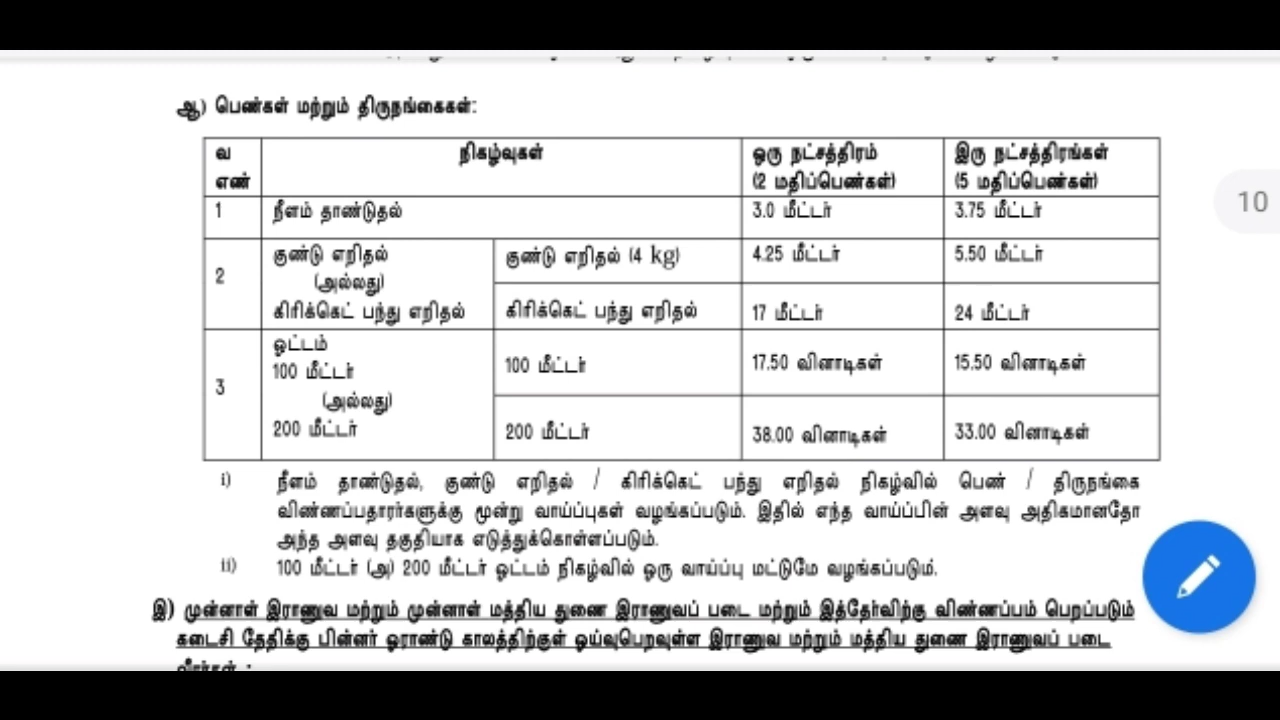 ஆ) பெண்கள் மற்றும் திருநங்கைகள்:
வ எண் நிகழ்வுகள் ஒரு நட்சத்திரம் (2 மதிப்பெண்கள்) இரு நட்சத்திரங்கள் (5 மதிப்பெண்கள்)
10
1 நீளம் தாண்டுதல் 3.0 மீட்டர் 3.75 மீட்டர்
2 குண்டு எறிதல் (அல்லது) கிரிக்கெட் பந்து எறிதல்
குண்டு எறிதல் (4 kg) 4.25 மீட்டர் 5.50 மீட்டர்
கிரிக்கெட் பந்து எறிதல் 17 மீட்டர் 24 மீட்டர்
3 ஓட்டம் 100 மீட்டர் (அல்லது) 200 மீட்டர்
100 மீட்டர் 17.50 வினாடிகள் 15.50 வினாடிகள்
200 மீட்டர் 38.00 வினாடிகள் 33.00 வினாடிகள்
i) நீளம் தாண்டுதல், குண்டு எறிதல் / கிரிக்கெட் பந்து எறிதல் நிகழ்வில் பெண் / திருநங்கை
விண்ணப்பதாரர்களுக்கு மூன்று வாய்ப்புகள் வழங்கப்படும். இதில் எந்த வாய்ப்பின் அளவு அதிகமானதோ
அந்த அளவு தகுதியாக எடுத்துக்கொள்ளப்படும்.
ii) 100 மீட்டர் (அ) 200 மீட்டர் ஓட்டம் நிகழ்வில் ஒரு வாய்ப்பு மட்டுமே வழங்கப்படும்.
இ) முன்னாள் இராணுவ மற்றும் முன்னாள் மத்திய துணை இராணுவப் படை மற்றும் இத்தேர்விற்கு விண்ணப்பம் பெறப்படும்
கடைசி தேதிக்கு பின்னர் ஓராண்டு காலத்திற்குள் ஓய்வுபெறவுள்ள இராணுவ மற்றும் மத்திய துணை இராணுவப் படை